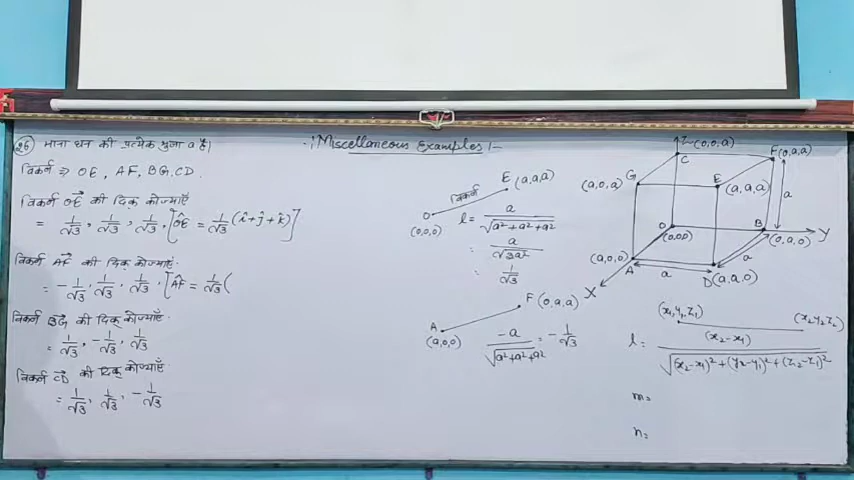 -: Miscellaneous Examples :-
(26) माना घन की प्रत्येक भुजा a है।
विकर्ण ⇒ OE, AF, BG, CD.
विकर्ण OE⃗ की दिक् कोज्याएँ
= 1/√3, 1/√3, 1/√3, [OÊ = 1/√3 (î+ĵ+k̂)]
विकर्ण AF⃗ की दिक् कोज्याएं
= -1/√3, 1/√3, 1/√3, [AF̂ = 1/√3 (
विकर्ण BG⃗ की दिक् कोज्याएँ
= 1/√3, -1/√3, 1/√3
विकर्ण CD⃗ की दिक् कोज्याएँ
= 1/√3, 1/√3, -1/√3
विकर्ण
E (a,a,a)
O
(0,0,0)
l = a/√(a²+a²+a²)
= a/√3a²
= 1/√3
F (0,a,a)
A
(a,0,0)
-a/√(a²+a²+a²) = -1/√3
Z (0,0,a)
C
F(0,a,a)
G
(a,0,a)
E
(a,a,a)
a
O
(0,0,0)
B
(0,a,0)
Y
(a,0,0)
A
a
a
D(a,a,0)
X
(x₁,y₁,z₁)
(x₂ y₂ z₂)
l = (x₂-x₁)/√((x₂-x₁)²+(y₂-y₁)²+(z₂-z₁)²)
m=
n=